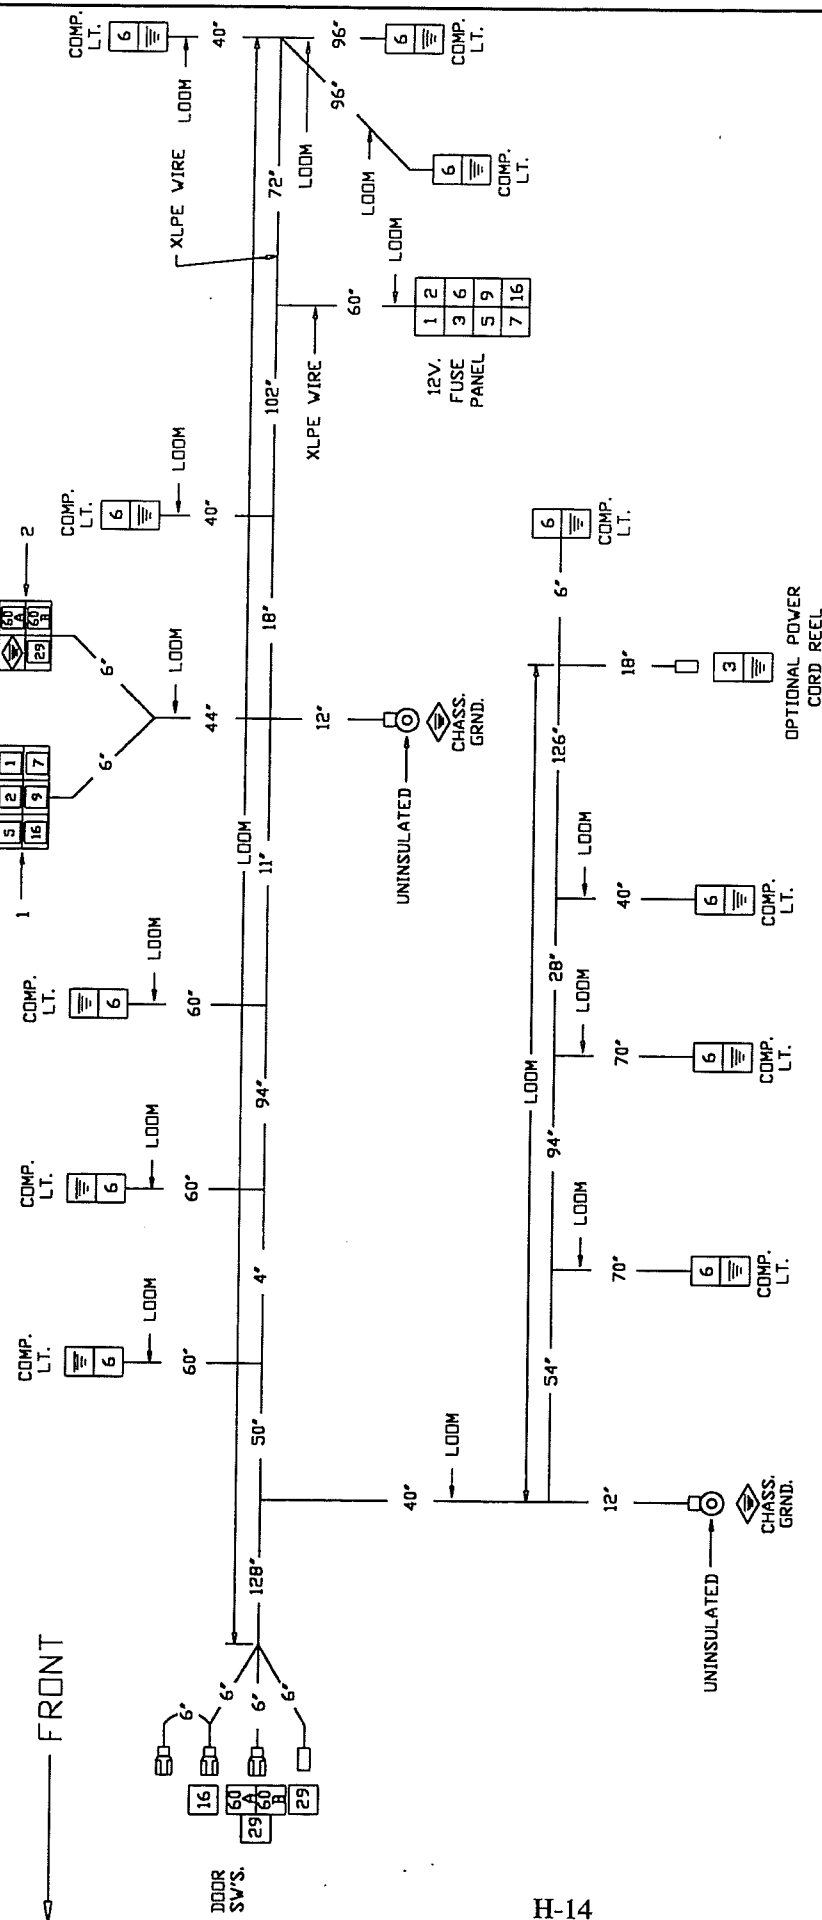 FRONT
DOOR
SW'S.
16
60
A
60
B
29
29
6"
6"
6"
6"
128"
50"
4"
94"
11"
18"
102"
72"
LOOM
COMP.
LT.
6
LOOM
60"
COMP.
LT.
6
LOOM
60"
COMP.
LT.
6
LOOM
60"
1
5
2
1
16
9
7
6"
2
60
A
60
B
29
6"
LOOM
44"
12"
UNINSULATED
CHASS.
GRND.
COMP.
LT.
6
LOOM
40"
XLPE WIRE
COMP.
LT.
6
LOOM
40"
96"
6
COMP.
LT.
LOOM
96"
LOOM
6
COMP.
LT.
60"
LOOM
XLPE WIRE
12V.
FUSE
PANEL
1 2
3 6
5 9
7 16
40"
LOOM
12"
UNINSULATED
CHASS.
GRND.
LOOM
54"
94"
28"
126"
6"
70"
LOOM
6
COMP.
LT.
70"
LOOM
6
COMP.
LT.
40"
LOOM
6
COMP.
LT.
18"
3
OPTIONAL POWER
CORD REEL
6
COMP.
LT.
H-14